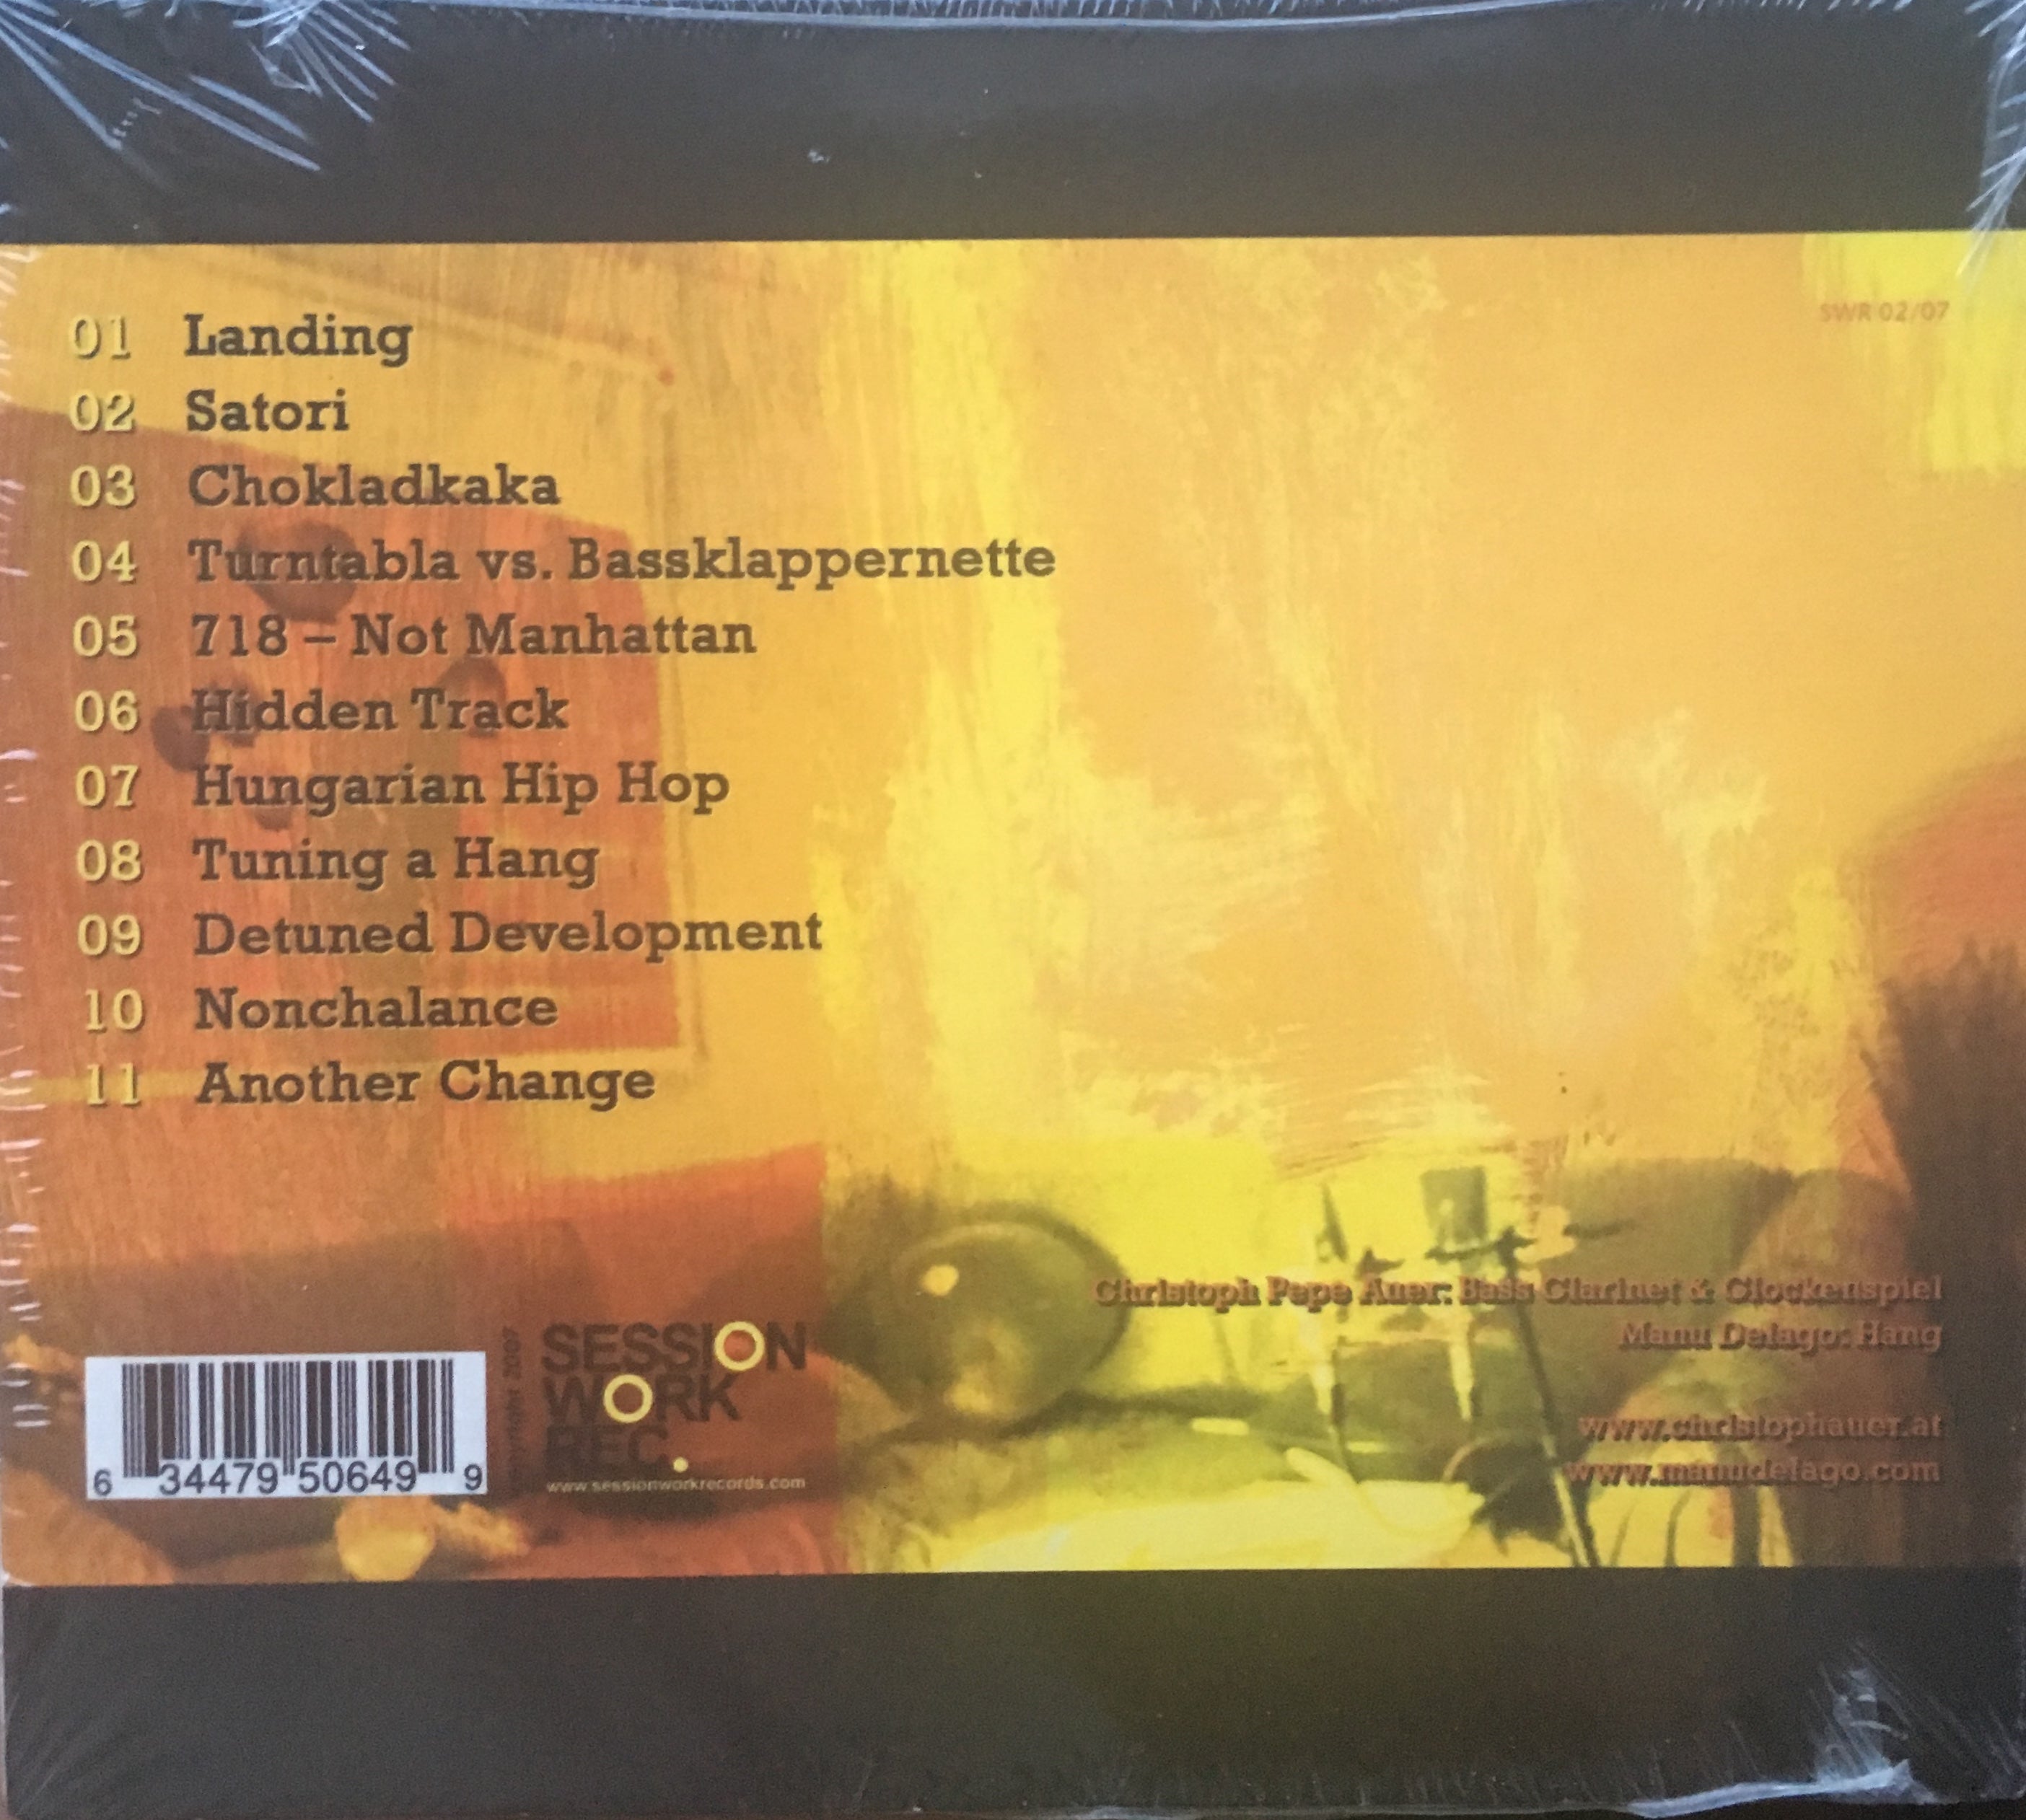 01 Landing
02 Satori
03 Chokladkaka
04 Turntabla vs. Bassklappernette
05 718 – Not Manhattan
06 Hidden Track
07 Hungarian Hip Hop
08 Tuning a Hang
09 Detuned Development
10 Nonchalance
11 Another Change
SWR 02/07
Christoph Pepe Auer: Bass Clarinet & Glockenspiel
Manu Delago: Hang
www.christophauer.at
www.manudelago.com
6 34479 50649 9
copyright 2007
SESSION
WORK
REC.
www.sessionworkrecords.com